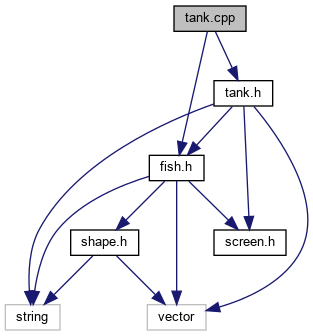 tank.cpp
tank.h
fish.h
shape.h
screen.h
string
vector